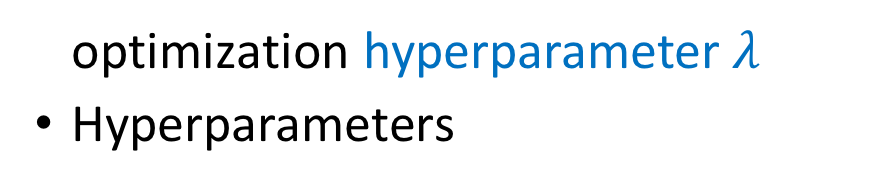 optimization hyperparameter λ
• Hyperparameters